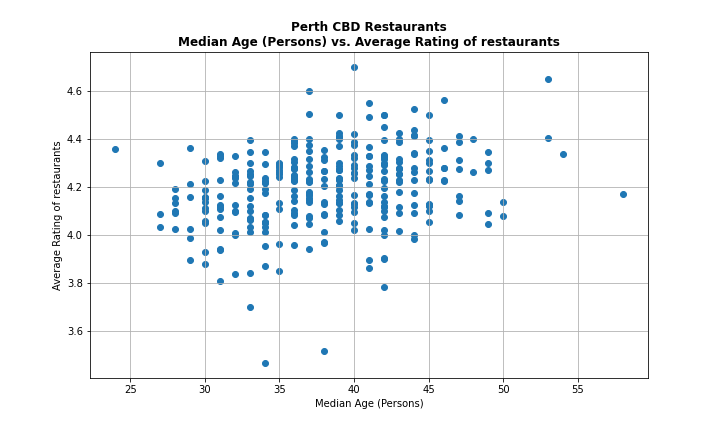 Perth CBD Restaurants
Median Age (Persons) vs. Average Rating of restaurants
Average Rating of restaurants
4.6
4.4
4.2
4.0
3.8
3.6
25 30 35 40 45 50 55
Median Age (Persons)